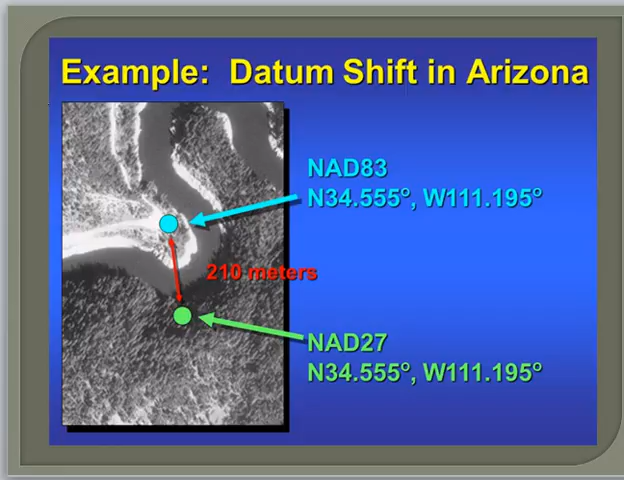 Example: Datum Shift in Arizona
NAD83
N34.555º, W111.195º
210 meters
NAD27
N34.555º, W111.195º